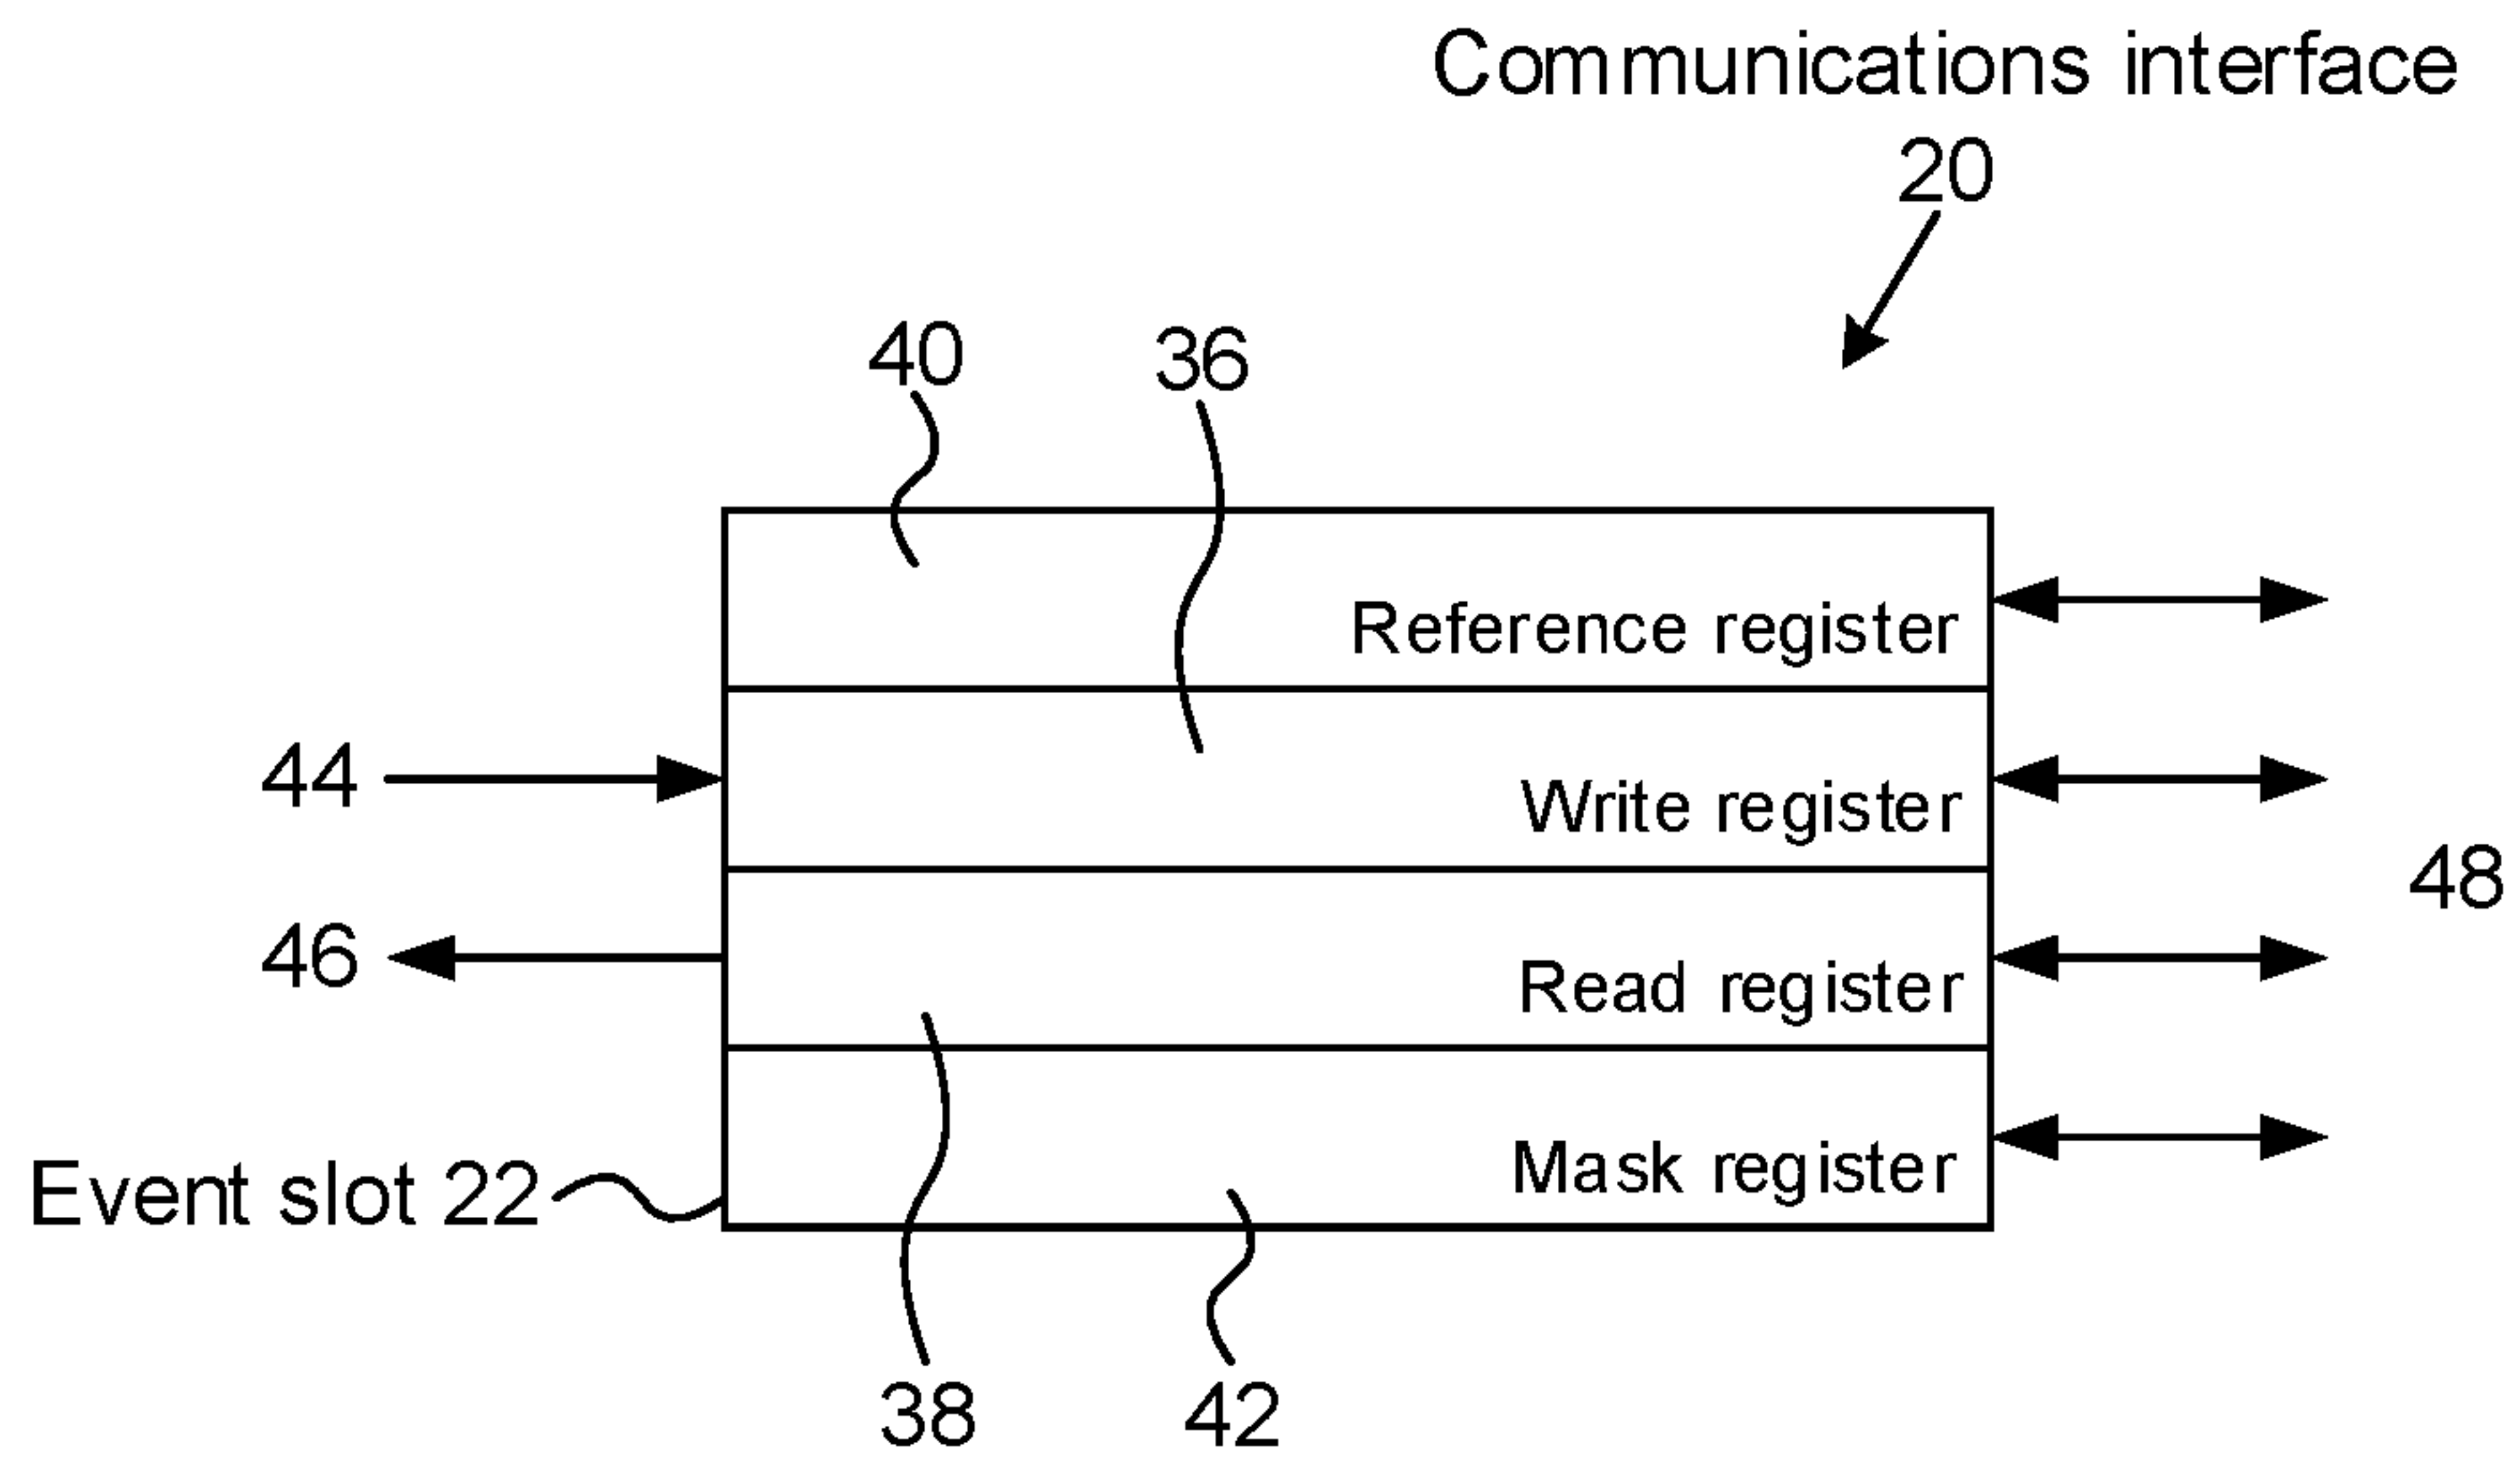 Communications interface
20
40
36
Reference register
44
Write register
48
46
Read register
Event slot 22
Mask register
38
42